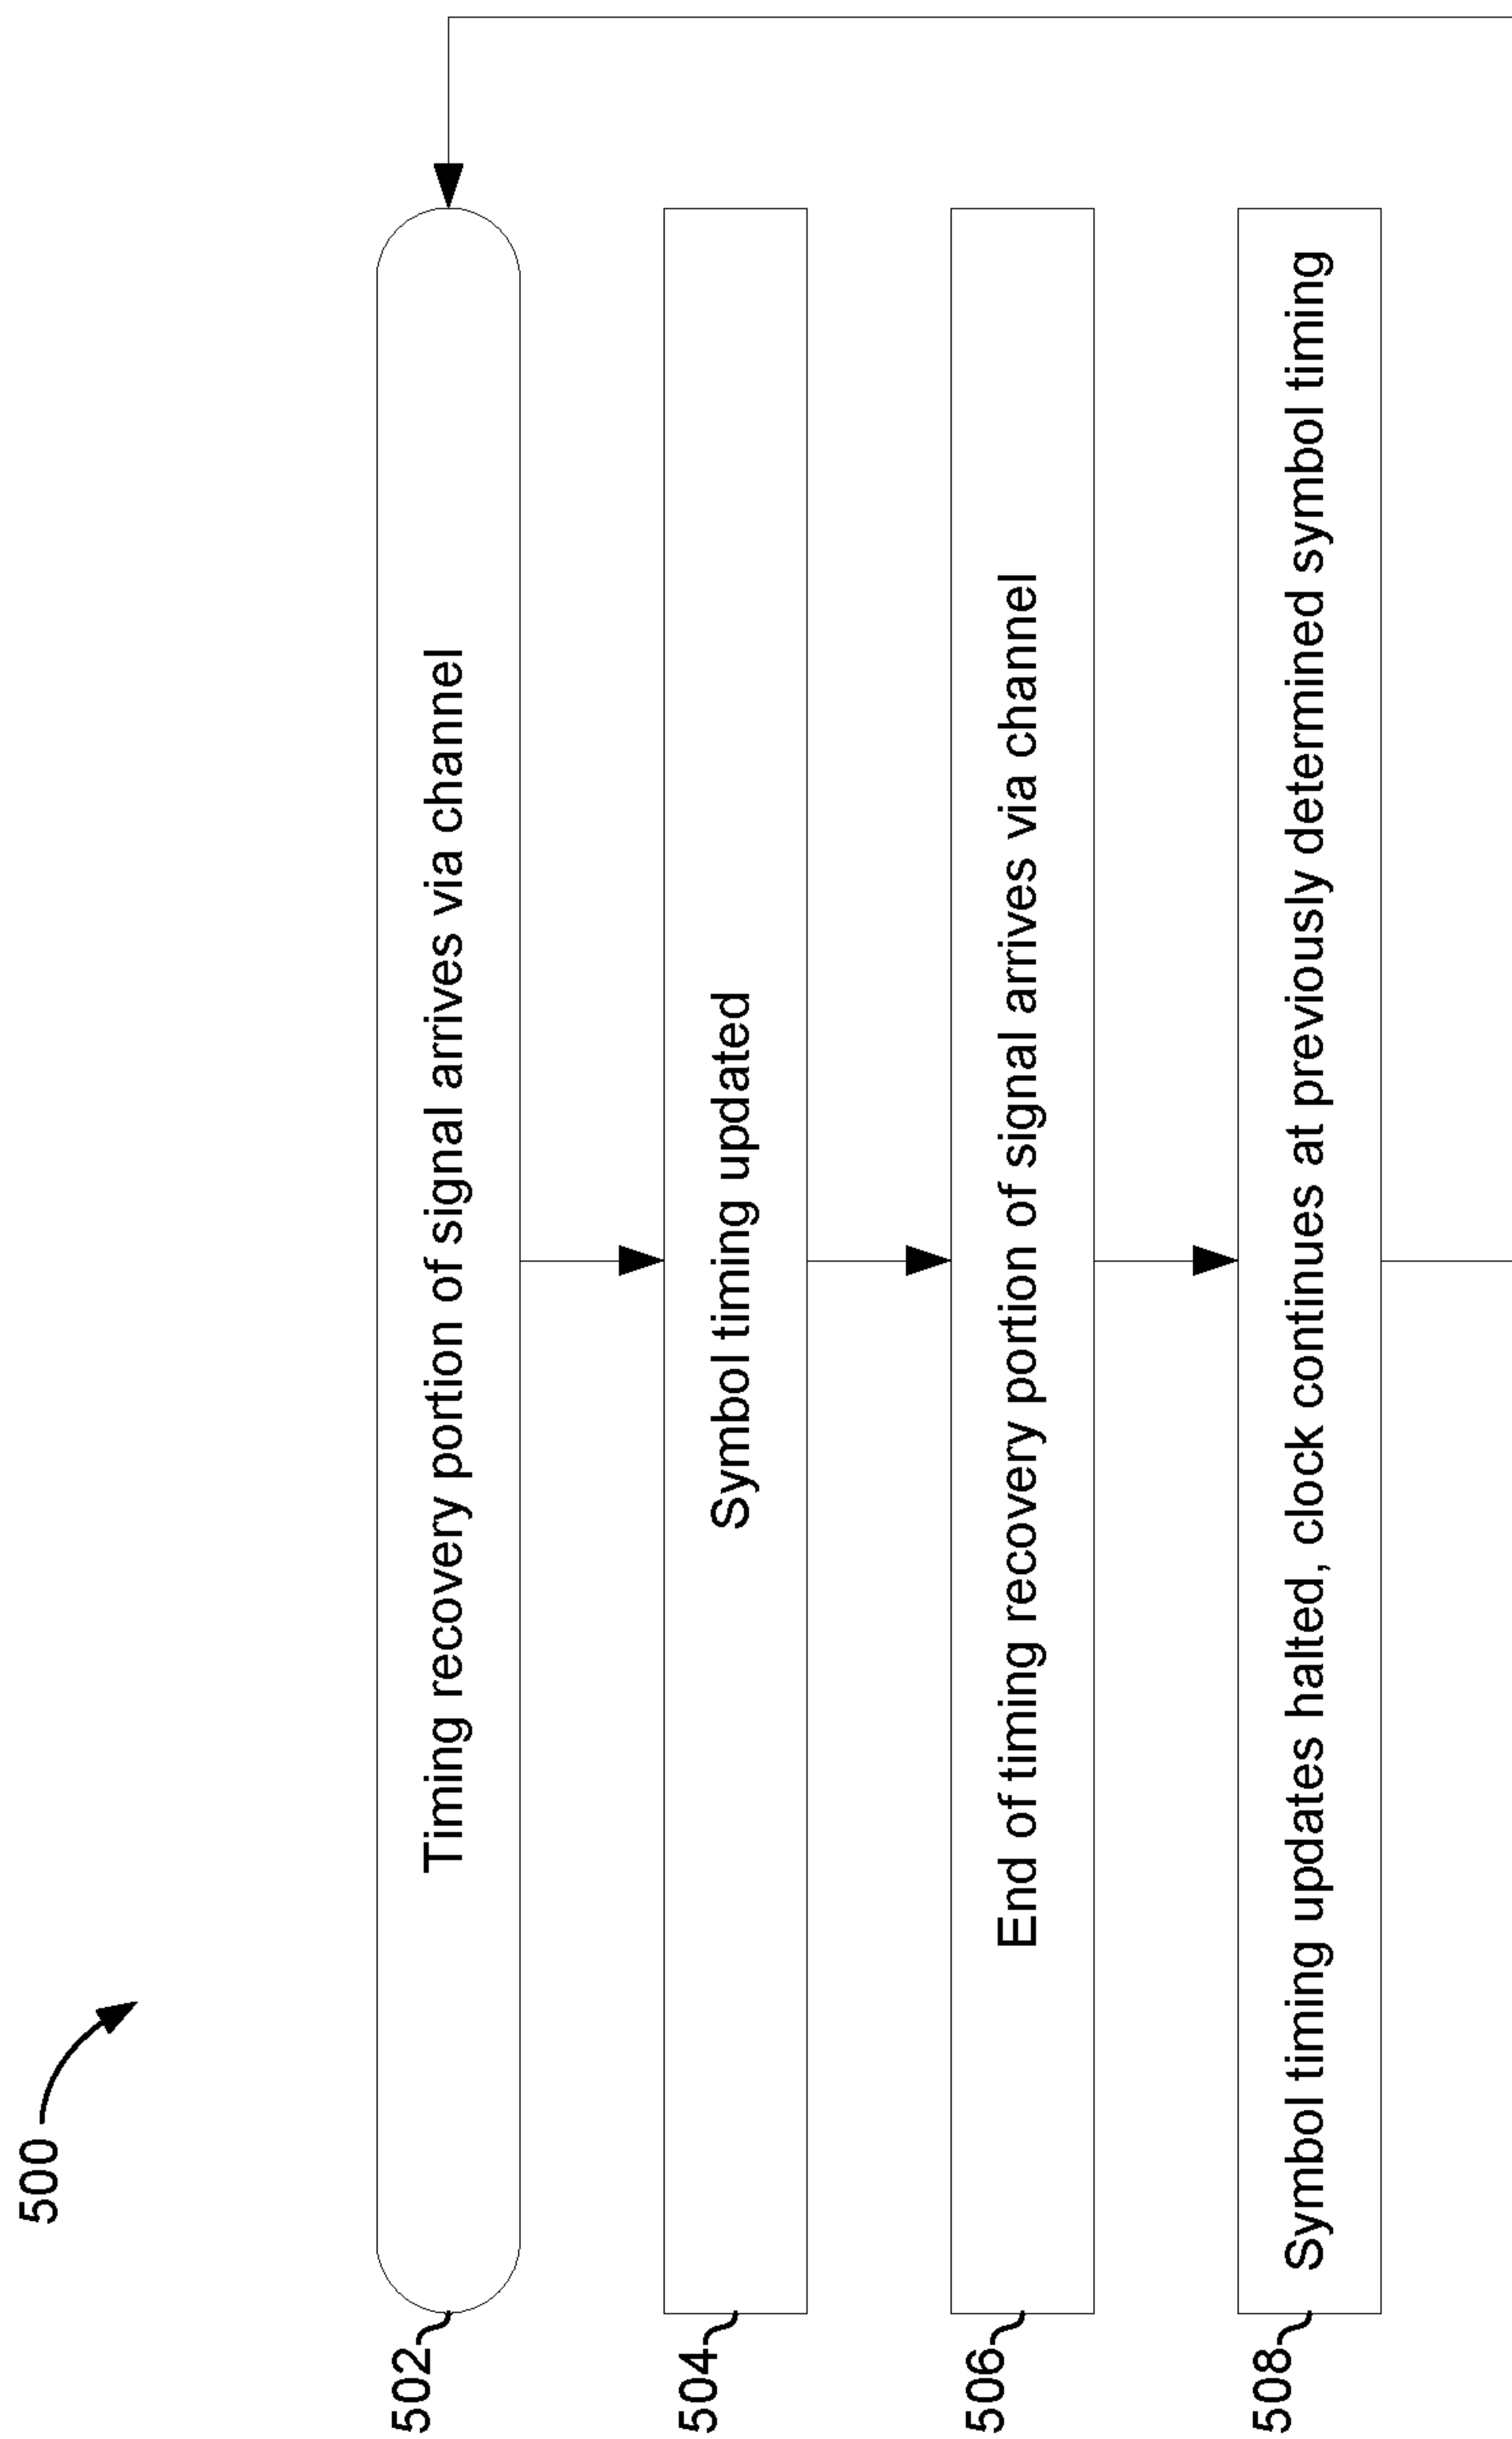 500
502
Timing recovery portion of signal arrives via channel
504
Symbol timing updated
506
End of timing recovery portion of signal arrives via channel
508
Symbol timing updates halted, clock continues at previously determined symbol timing